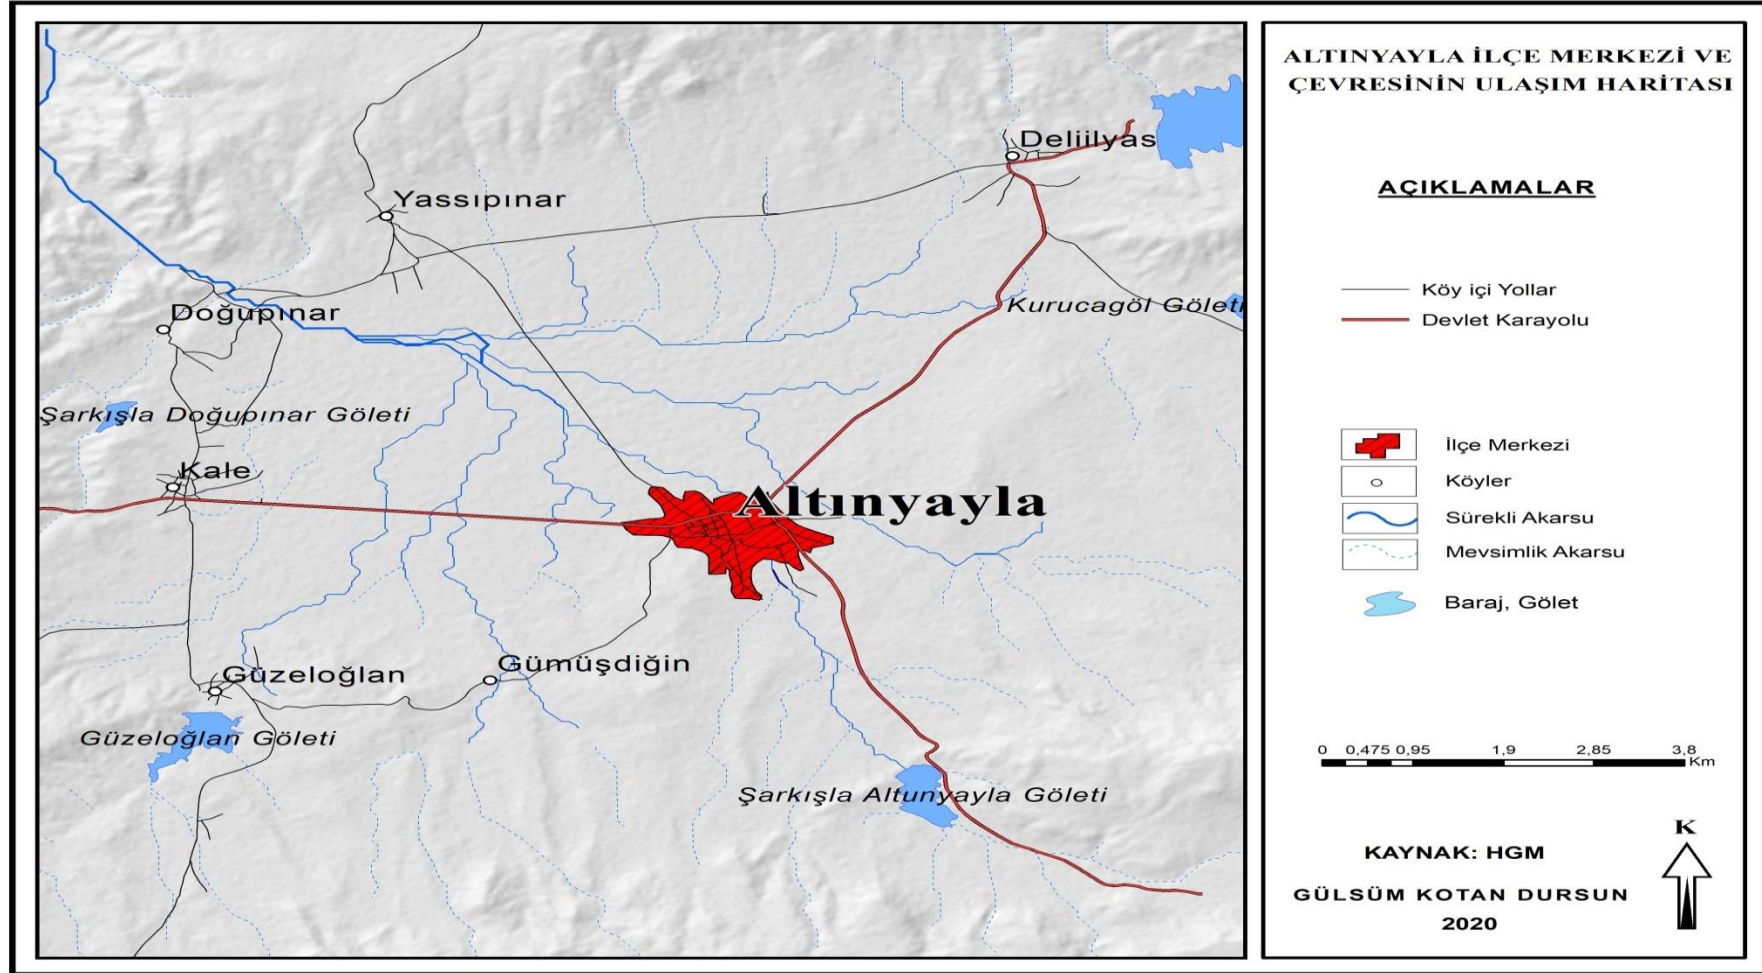 ALTINYAYLA İLÇE MERKEZİ VE
ÇEVRESİNİN ULAŞIM HARİTASI
AÇIKLAMALAR
Köy içi Yollar
Devlet Karayolu
İlçe Merkezi
Köyler
Sürekli Akarsu
Mevsimlik Akarsu
Baraj, Gölet
0 0,475 0,95 1,9 2,85 3,8
Km
K
KAYNAK: HGM
GÜLSÜM KOTAN DURSUN
2020
Deliilyas
Yassıpınar
Kurucagöl Göleti
Doğupınar
Şarkışla Doğupınar Göleti
Kale
Altınyayla
Gümüşdiğin
Güzeloğlan
Güzeloğlan Göleti
Şarkışla Altunyayla Göleti